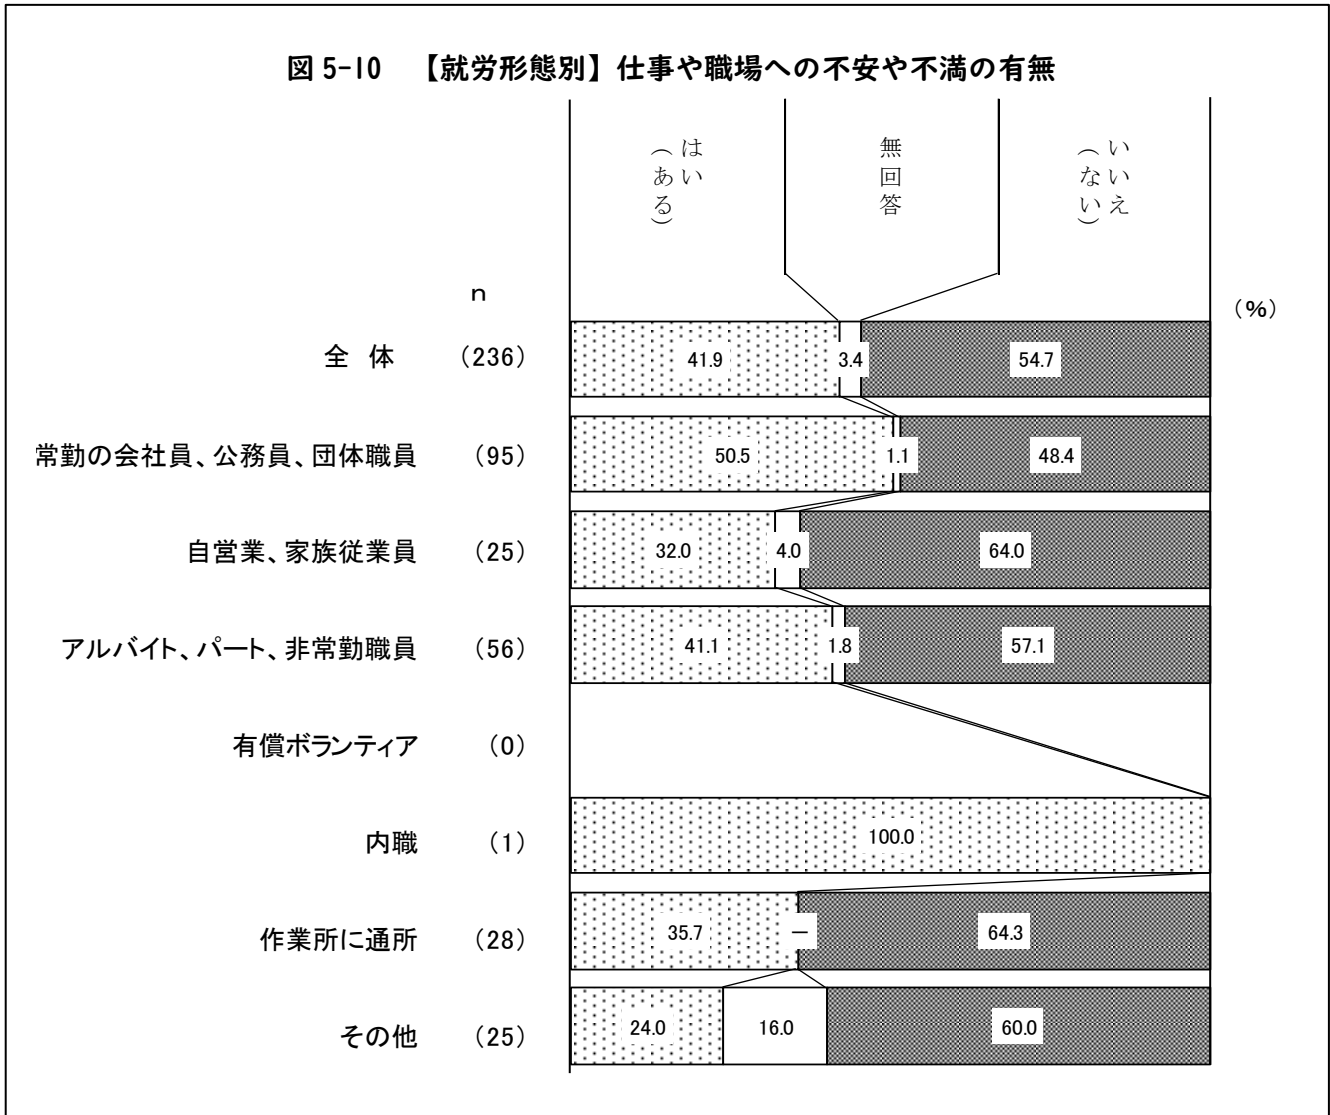 図5-10 【就労形態別】仕事や職場への不安や不満の有無
はい
(ある)
無回答
いいえ
(ない)
n
(%)
全 体 (236) 41.9 3.4 54.7
常勤の会社員、公務員、団体職員 (95) 50.5 1.1 48.4
自営業、家族従業員 (25) 32.0 4.0 64.0
アルバイト、パート、非常勤職員 (56) 41.1 1.8 57.1
有償ボランティア (0)
内職 (1) 100.0
作業所に通所 (28) 35.7 － 64.3
その他 (25) 24.0 16.0 60.0